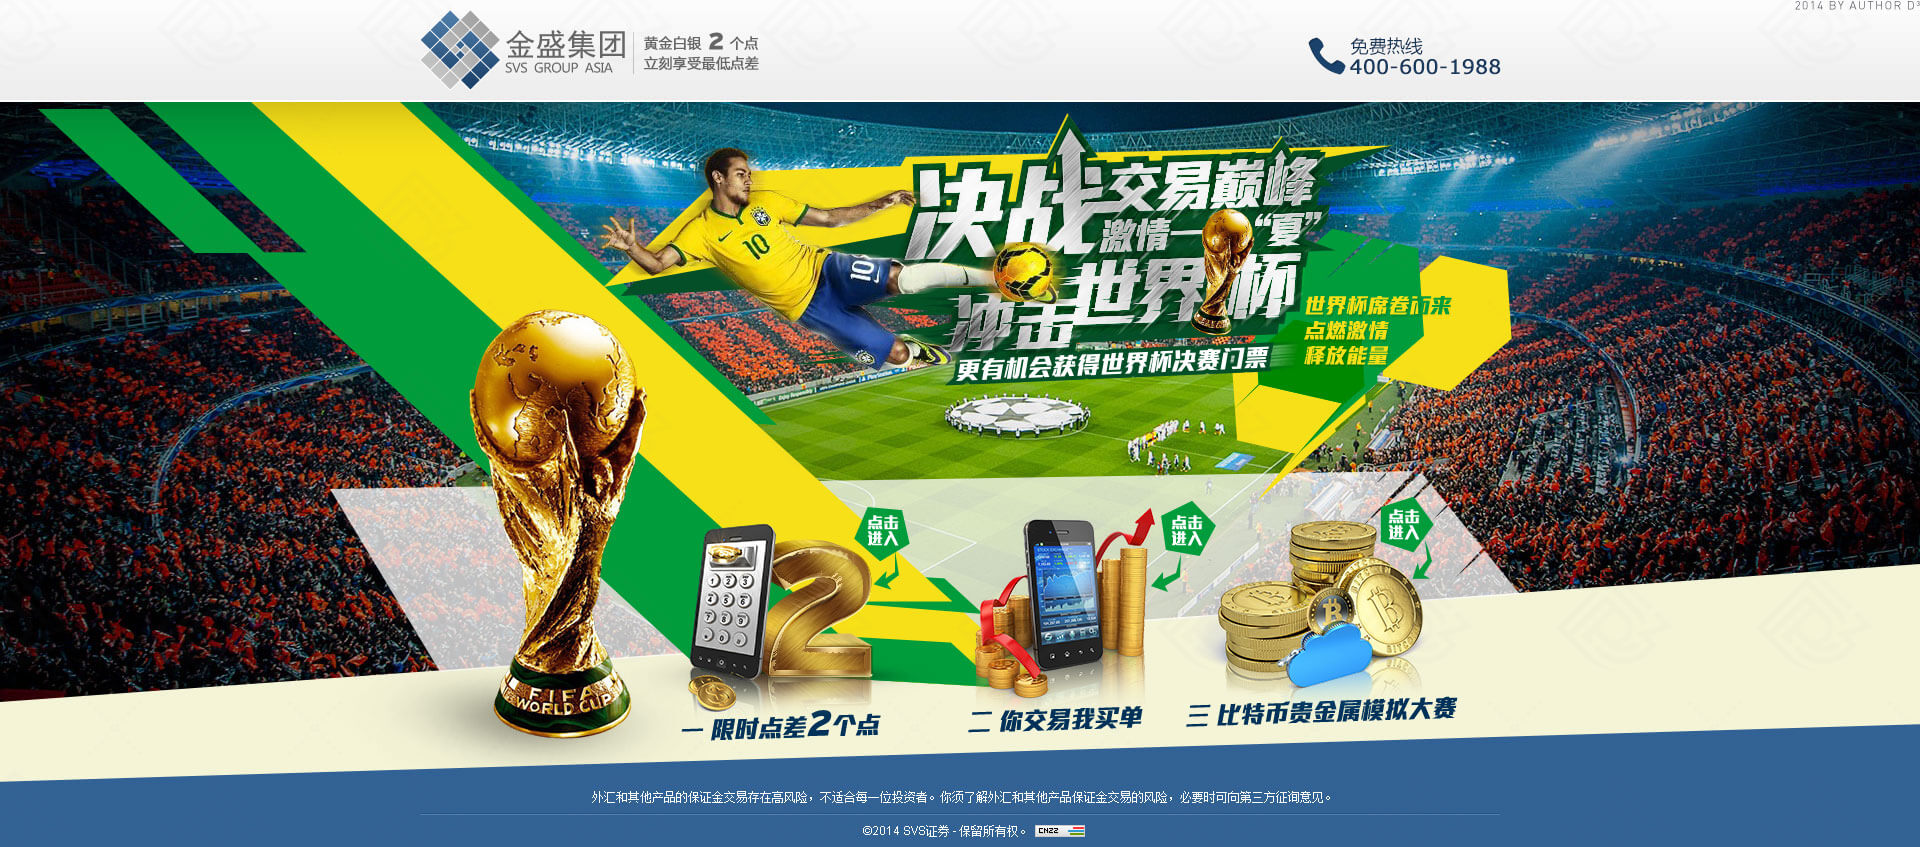 2014 BY AUTHOR D³
金盛集团
SVS GROUP ASIA
黄金白银 2 个点
立刻享受最低点差
免费热线
400-600-1988
决战交易巅峰
激情一“夏”
冲击世界杯
更有机会获得世界杯决赛门票
世界杯席卷而来
点燃激情
释放能量
10
10
点击
进入
点击
进入
点击
进入
FIFA
WORLD CUP
一 限时点差2个点
二 你交易我买单
三 比特币贵金属模拟大赛
外汇和其他产品的保证金交易存在高风险，不适合每一位投资者。你须了解外汇和其他产品保证金交易的风险，必要时可向第三方征询意见。
©2014 SVS证券 - 保留所有权。
CNZZ